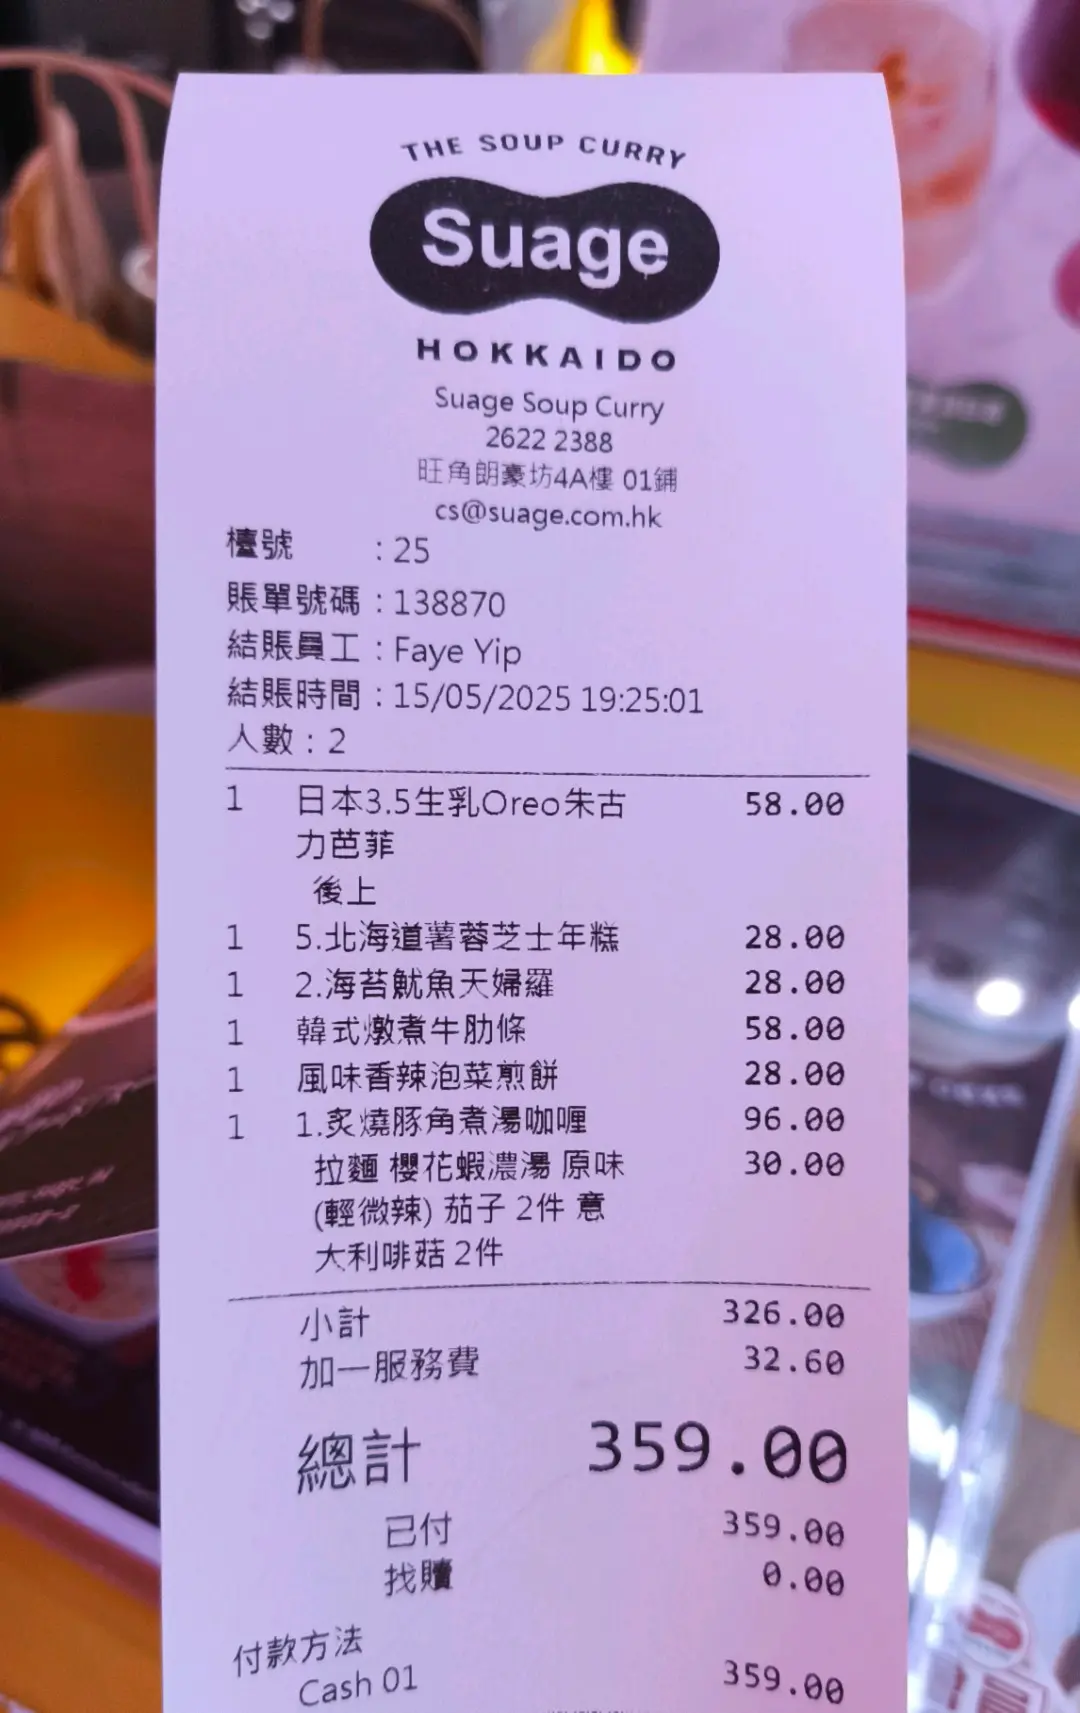 THE SOUP CURRY
Suage
HOKKAIDO
Suage Soup Curry
2622 2388
旺角朗豪坊4A樓 01鋪
cs@suage.com.hk
檯號 : 25
賬單號碼 : 138870
結賬員工 : Faye Yip
結賬時間 : 15/05/2025 19:25:01
人數 : 2
1 日本3.5生乳Oreo朱古 58.00
力芭菲
後上
1 5.北海道薯蓉芝士年糕 28.00
1 2.海苔魷魚天婦羅 28.00
1 韓式燉煮牛肋條 58.00
1 風味香辣泡菜煎餅 28.00
1 1.炙燒豚角煮湯咖喱 96.00
拉麵 櫻花蝦濃湯 原味 30.00
(輕微辣) 茄子 2件 意
大利啡菇 2件
小計 326.00
加一服務費 32.60
總計 359.00
已付 359.00
找贖 0.00
付款方法
Cash 01 359.00